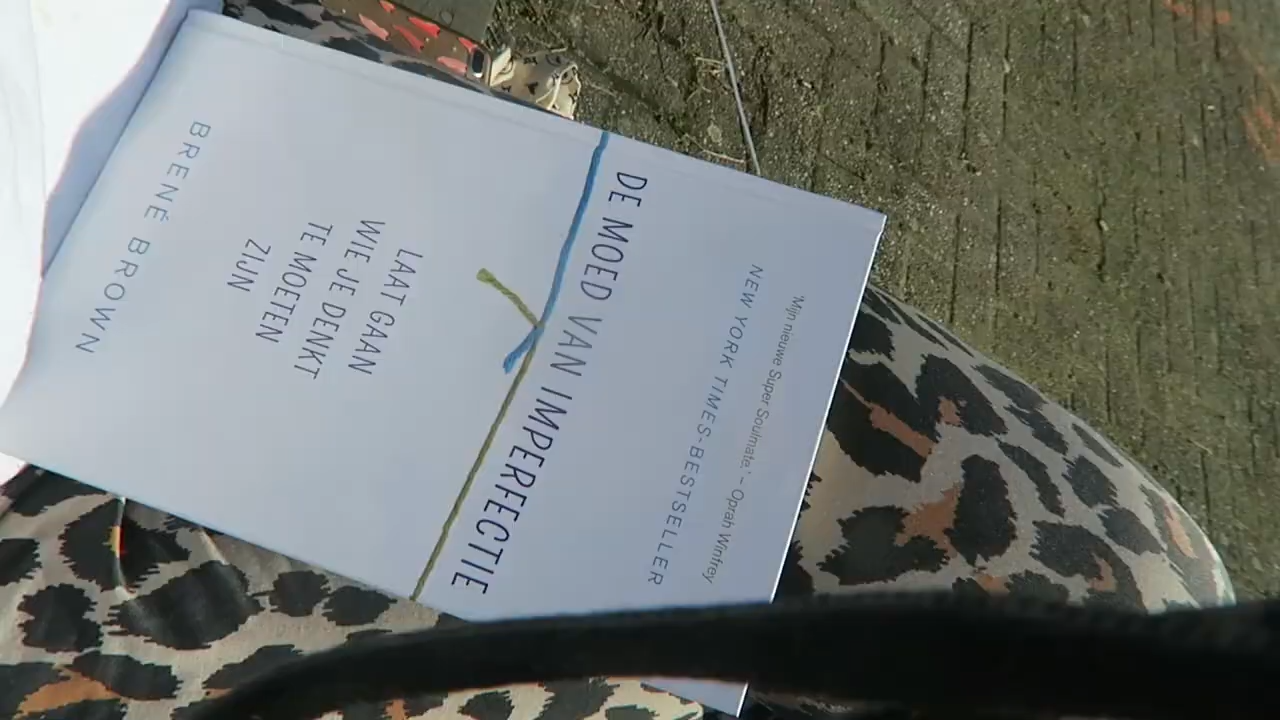 'Mijn nieuwe Super Soulmate.' – Oprah Winfrey
NEW YORK TIMES-BESTSELLER
DE MOED VAN IMPERFECTIE
LAAT GAAN
WIE JE DENKT
TE MOETEN
ZIJN
BRENÉ BROWN